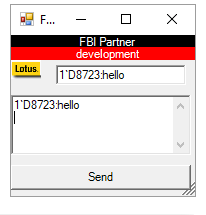 F...
FBI Partner
development
Lotus
1`D8723:hello
1`D8723:hello
Send